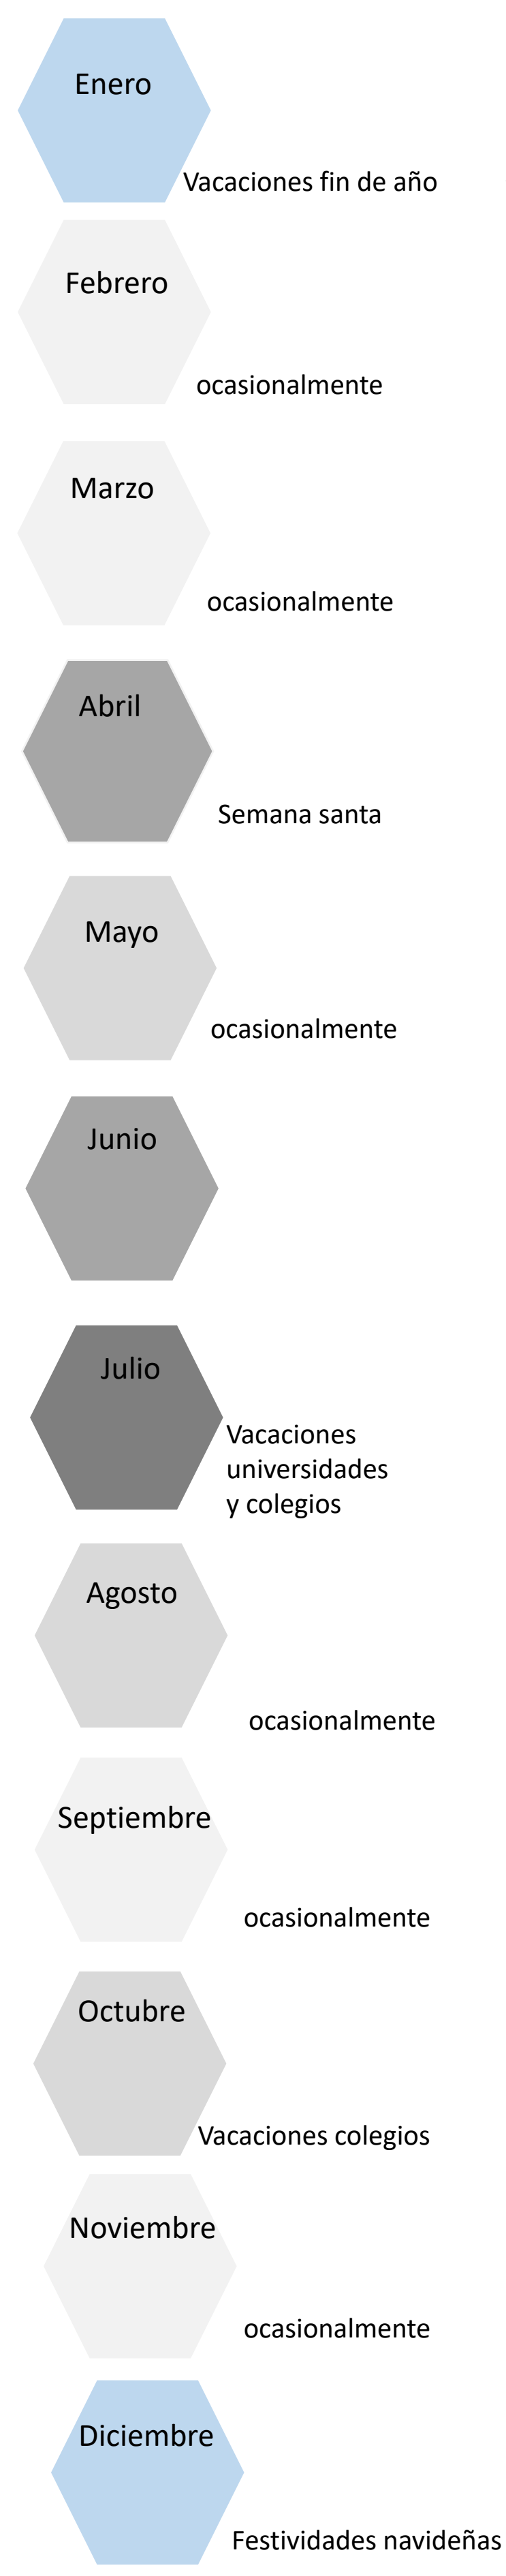 Enero
Vacaciones fin de año
Febrero
ocasionalmente
Marzo
ocasionalmente
Abril
Semana santa
Mayo
ocasionalmente
Junio
Julio
Vacaciones
universidades
y colegios
Agosto
ocasionalmente
Septiembre
ocasionalmente
Octubre
Vacaciones colegios
Noviembre
ocasionalmente
Diciembre
Festividades navideñas